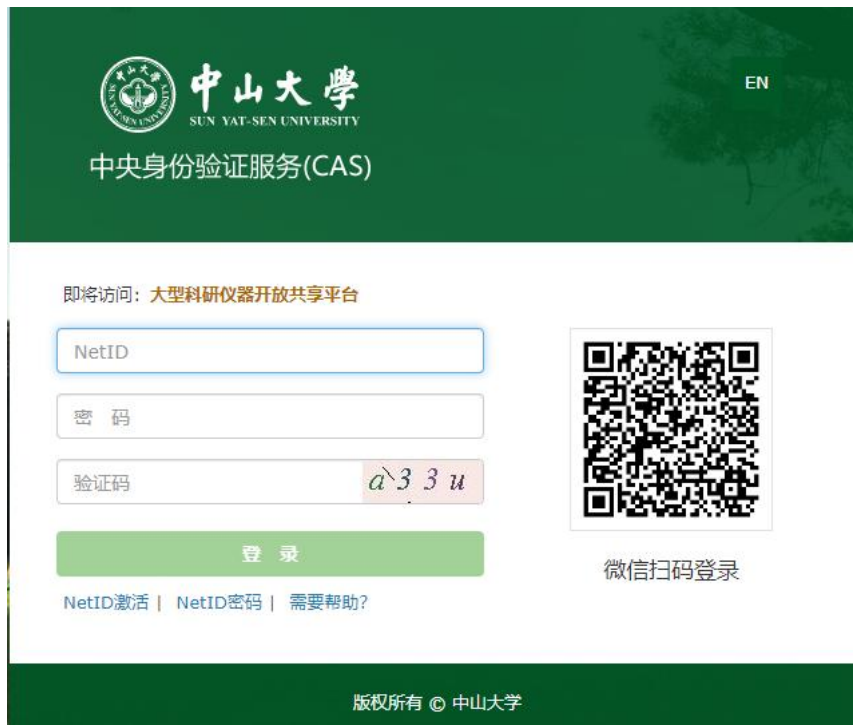 中山大學
SUN YAT-SEN UNIVERSITY
EN
中央身份验证服务(CAS)
即将访问：大型科研仪器开放共享平台
NetID
密 码
验证码
a33u
登 录
微信扫码登录
NetID激活 | NetID密码 | 需要帮助?
版权所有 © 中山大学